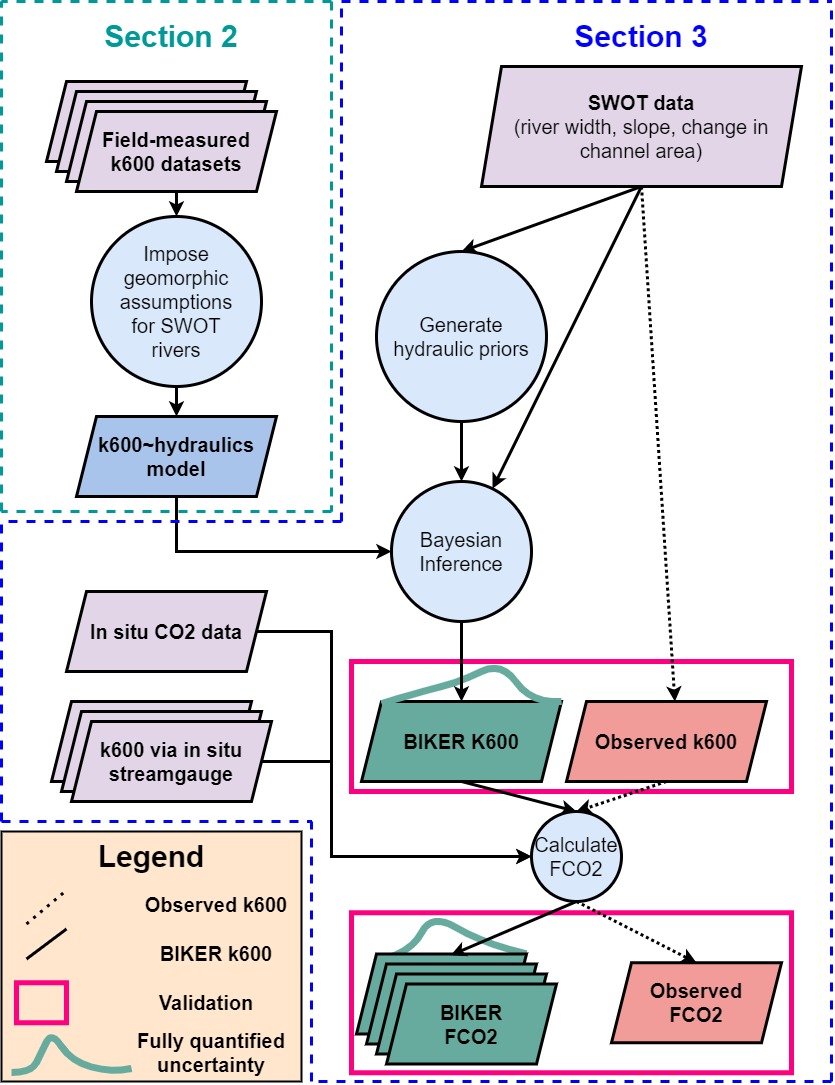 Section 2
Field-measured
k600 datasets
Impose
geomorphic
assumptions
for SWOT
rivers
k600~hydraulics
model
Section 3
SWOT data
(river width, slope, change in
channel area)
Generate
hydraulic priors
Bayesian
Inference
In situ CO2 data
k600 via in situ
streamgauge
BIKER K600
Observed k600
Calculate
FCO2
BIKER
FCO2
Observed
FCO2
Legend
Observed k600
BIKER k600
Validation
Fully quantified
uncertainty